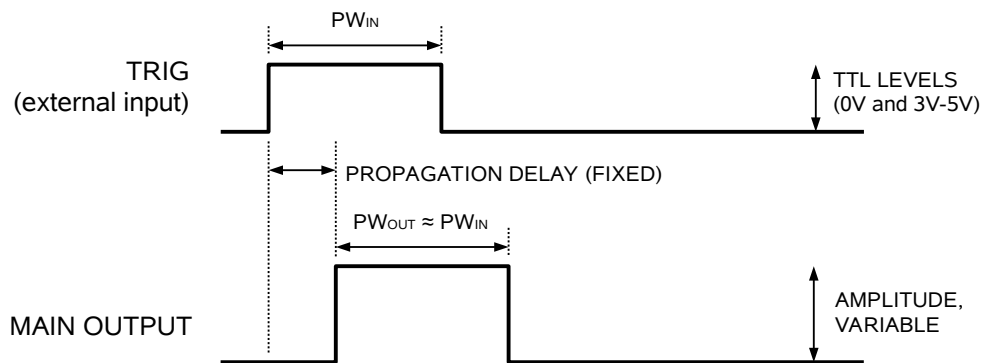 PWIN
TRIG
(external input)
TTL LEVELS
(0V and 3V-5V)
PROPAGATION DELAY (FIXED)
PWOUT ≈ PWIN
MAIN OUTPUT
AMPLITUDE,
VARIABLE